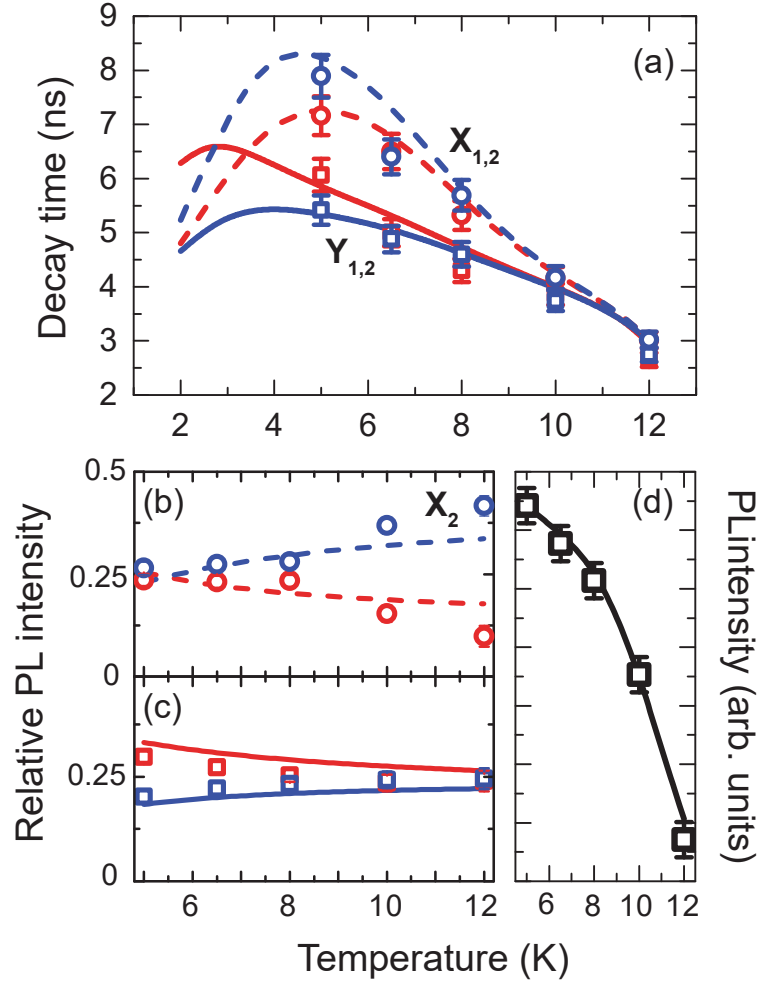 9
8
7
6
5
4
3
2
Decay time (ns)
(a)
X1,2
Y1,2
2 4 6 8 10 12
0.5
0.25
0
(b)
X2
(c)
0.25
0
Relative PL intensity
6 8 10 12
(d)
PL intensity (arb. units)
6 8 10 12
Temperature (K)